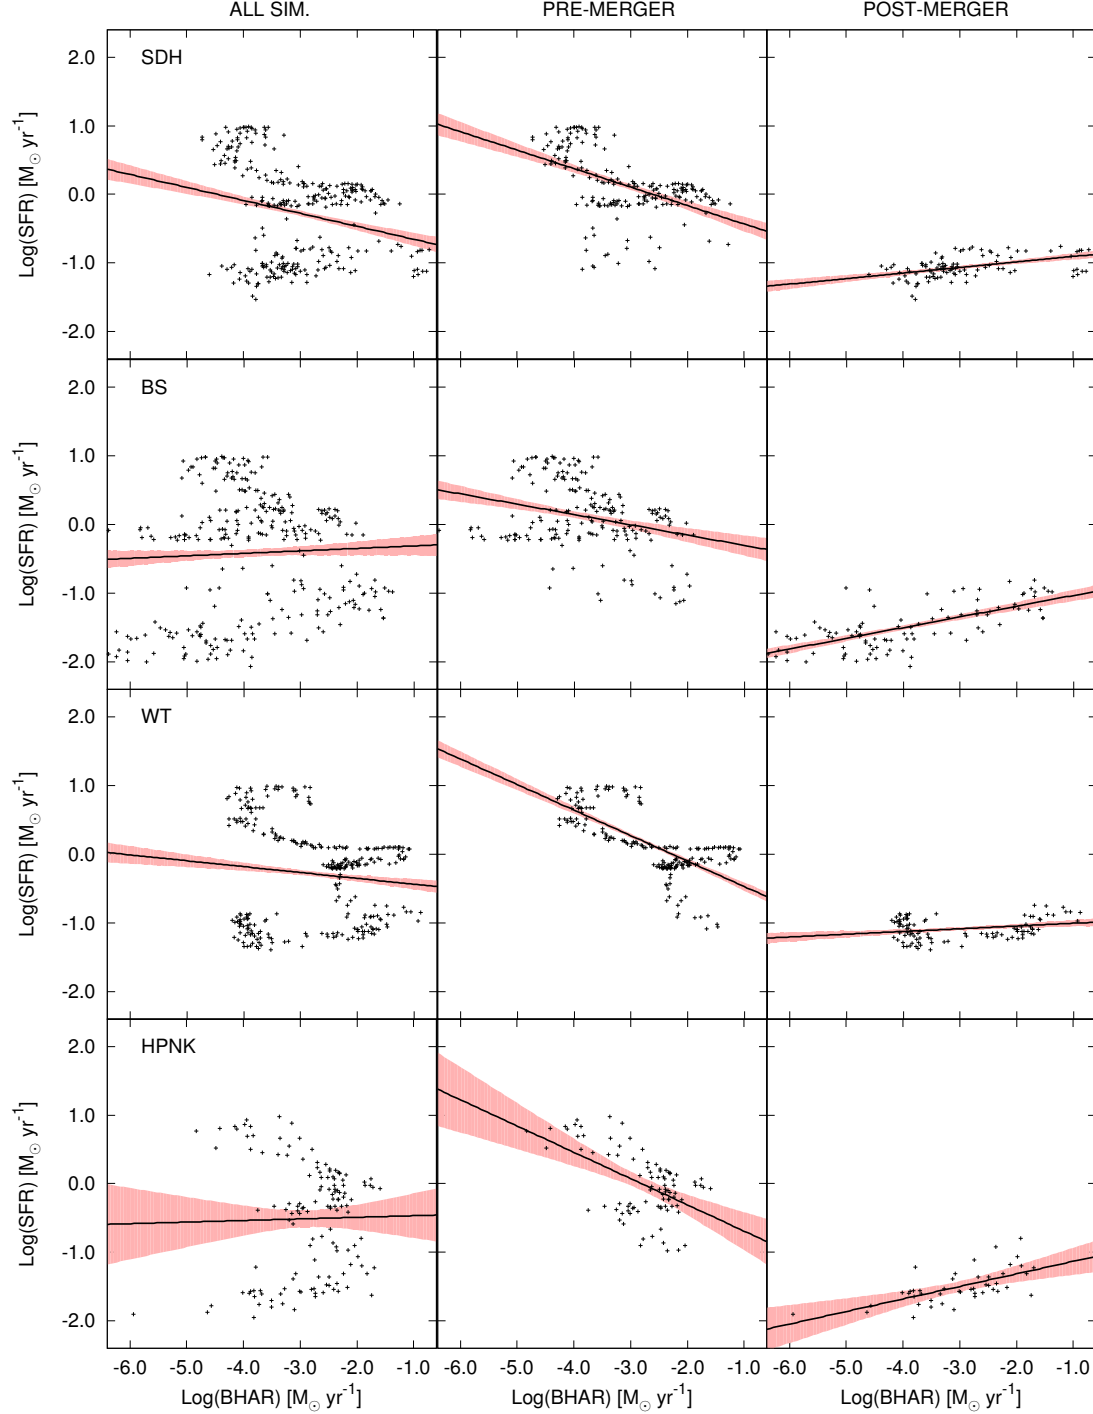 ALL SIM. PRE-MERGER POST-MERGER
SDH
2.0
1.0
0.0
-1.0
-2.0
Log(SFR) [M☉ yr⁻¹]
BS
2.0
1.0
0.0
-1.0
-2.0
Log(SFR) [M☉ yr⁻¹]
WT
2.0
1.0
0.0
-1.0
-2.0
Log(SFR) [M☉ yr⁻¹]
HPNK
2.0
1.0
0.0
-1.0
-2.0
Log(SFR) [M☉ yr⁻¹]
-6.0 -5.0 -4.0 -3.0 -2.0 -1.0 -6.0 -5.0 -4.0 -3.0 -2.0 -1.0 -6.0 -5.0 -4.0 -3.0 -2.0 -1.0
Log(BHAR) [M☉ yr⁻¹] Log(BHAR) [M☉ yr⁻¹] Log(BHAR) [M☉ yr⁻¹]